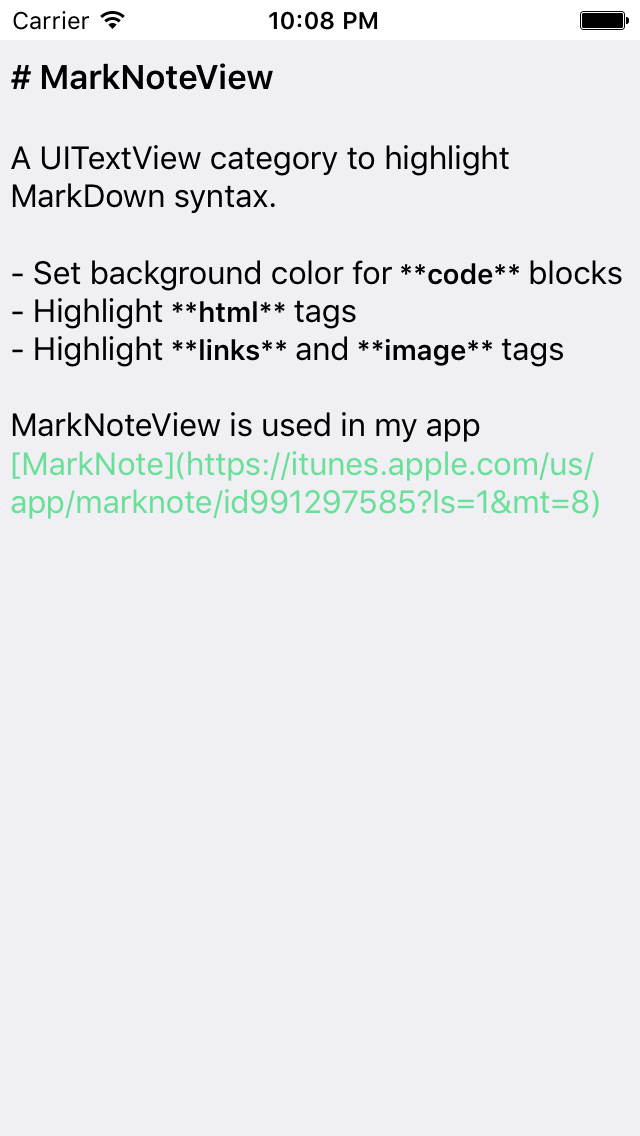 Carrier 10:08 PM
# MarkNoteView
A UITextView category to highlight
MarkDown syntax.
- Set background color for **code** blocks
- Highlight **html** tags
- Highlight **links** and **image** tags
MarkNoteView is used in my app
[MarkNote](https://itunes.apple.com/us/
app/marknote/id991297585?ls=1&mt=8)